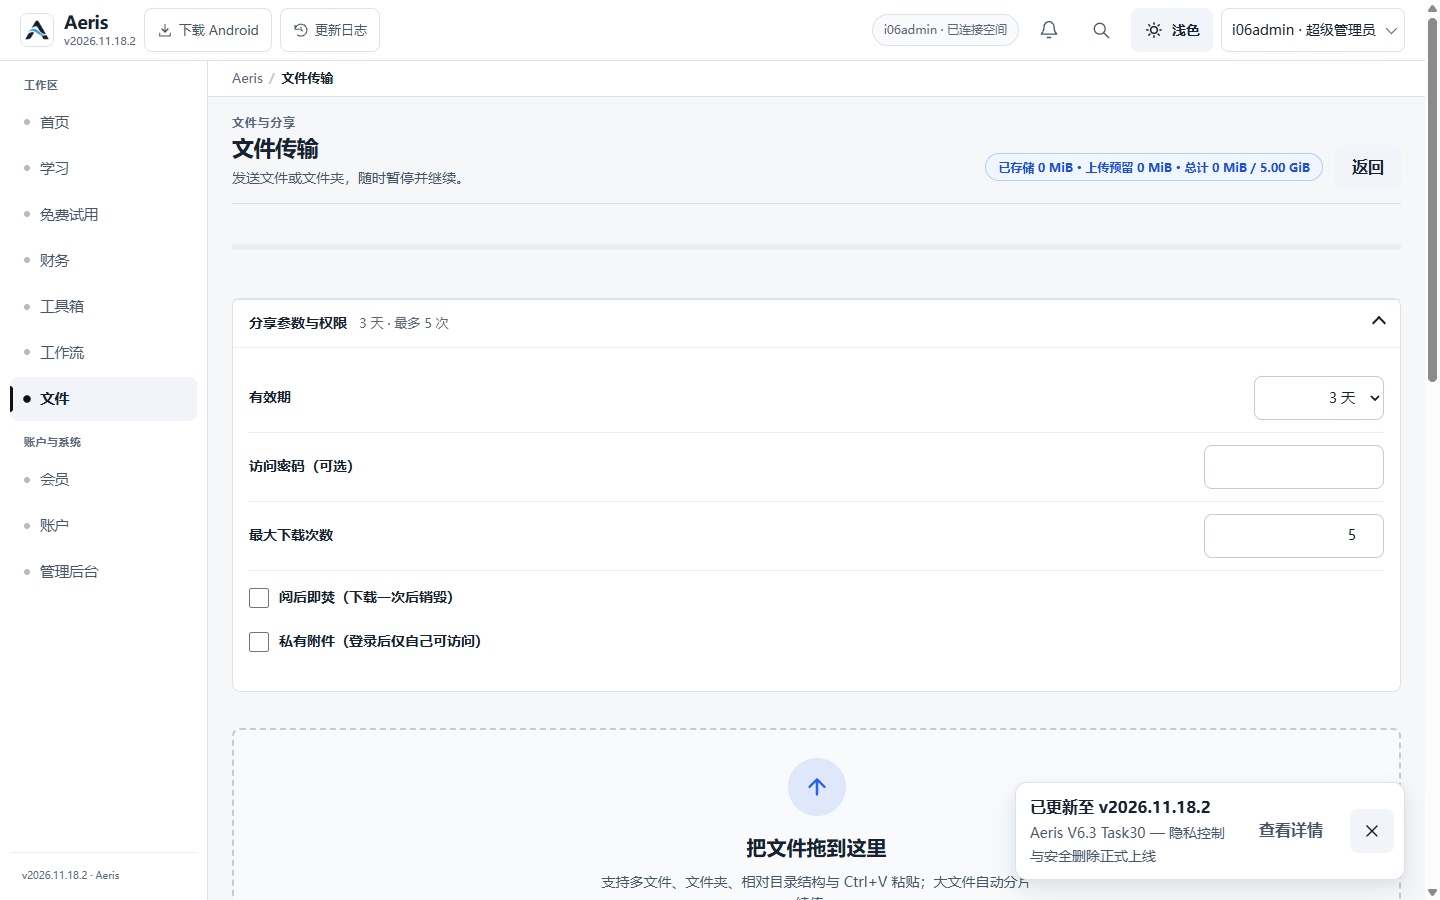 Aeris
v2026.11.18.2
下载 Android
更新日志
i06admin · 已连接空间
浅色
i06admin · 超级管理员
工作区
首页
学习
免费试用
财务
工具箱
工作流
文件
账户与系统
会员
账户
管理后台
v2026.11.18.2 · Aeris
Aeris / 文件传输
文件与分享
文件传输
发送文件或文件夹，随时暂停并继续。
已存储 0 MiB • 上传预留 0 MiB • 总计 0 MiB / 5.00 GiB
返回
分享参数与权限 3 天 · 最多 5 次
有效期
3 天
访问密码（可选）
最大下载次数
5
阅后即焚（下载一次后销毁）
私有附件（登录后仅自己可访问）
把文件拖到这里
支持多文件、文件夹、相对目录结构与 Ctrl+V 粘贴；大文件自动分片
已更新至 v2026.11.18.2
Aeris V6.3 Task30 — 隐私控制
与安全删除正式上线
查看详情